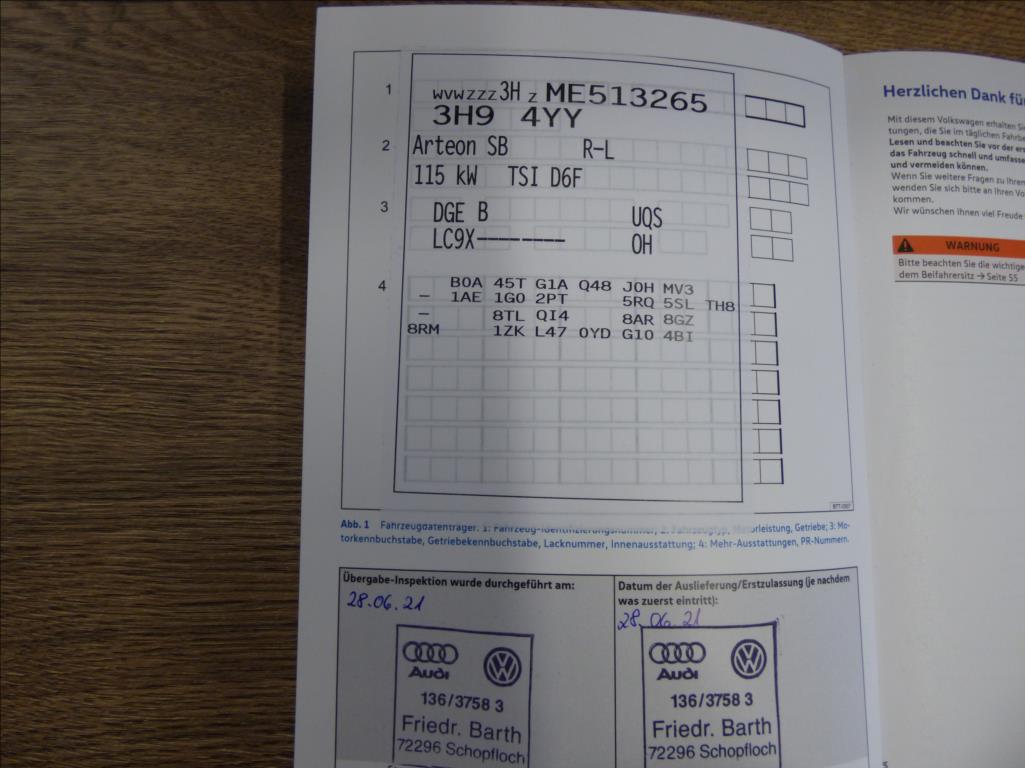 1
WVWZZZ3HZME513265
3H9 4YY
2
Arteon SB R-L
115 kW TSI D6F
3
DGE B UQS
LC9X-------- OH
4
B0A 45T G1A Q48 J0H MV3
- 1AE 1G0 2PT 5RQ 5SL TH8
- 8TL QI4 8AR 8GZ
8RM 1ZK L47 0YD G10 4BI
Abb. 1 Fahrzeugdatenträger: 1: Fahrzeug-Identifizierungsnummer; 2: Fahrzeugtyp, Motorleistung, Getriebe; 3: Mo-
torkennbuchstabe, Getriebekennbuchstabe, Lacknummer, Innenausstattung; 4: Mehr-Ausstattungen, PR-Nummern.
Übergabe-Inspektion wurde durchgeführt am:
28.06.21
Audi
136/3758 3
Friedr. Barth
72296 Schopfloch
Datum der Auslieferung/Erstzulassung (je nachdem
was zuerst eintritt):
28.06.21
Audi
136/3758 3
Friedr. Barth
72296 Schopfloch
Herzlichen Dank für
Mit diesem Volkswagen erhalten Si
tungen, die Sie im täglichen Fahrbe
Lesen und beachten Sie vor der ers
das Fahrzeug schnell und umfasse
und vermeiden können.
Wenn Sie weitere Fragen zu Ihrem
wenden Sie sich bitte an Ihren Vo
kommen.
Wir wünschen Ihnen viel Freude
WARNUNG
Bitte beachten Sie die wichtige
dem Beifahrersitz → Seite 55